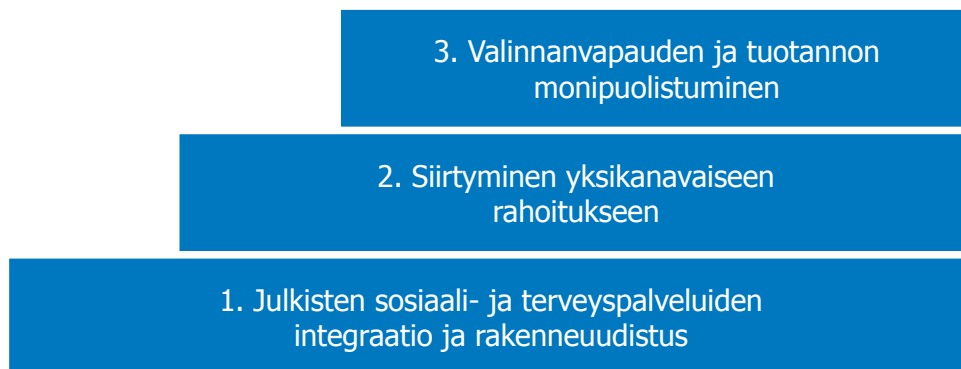 3. Valinnanvapauden ja tuotannon
monipuolistuminen
2. Siirtyminen yksikanavaiseen
rahoitukseen
1. Julkisten sosiaali- ja terveyspalveluiden
integraatio ja rakenneuudistus